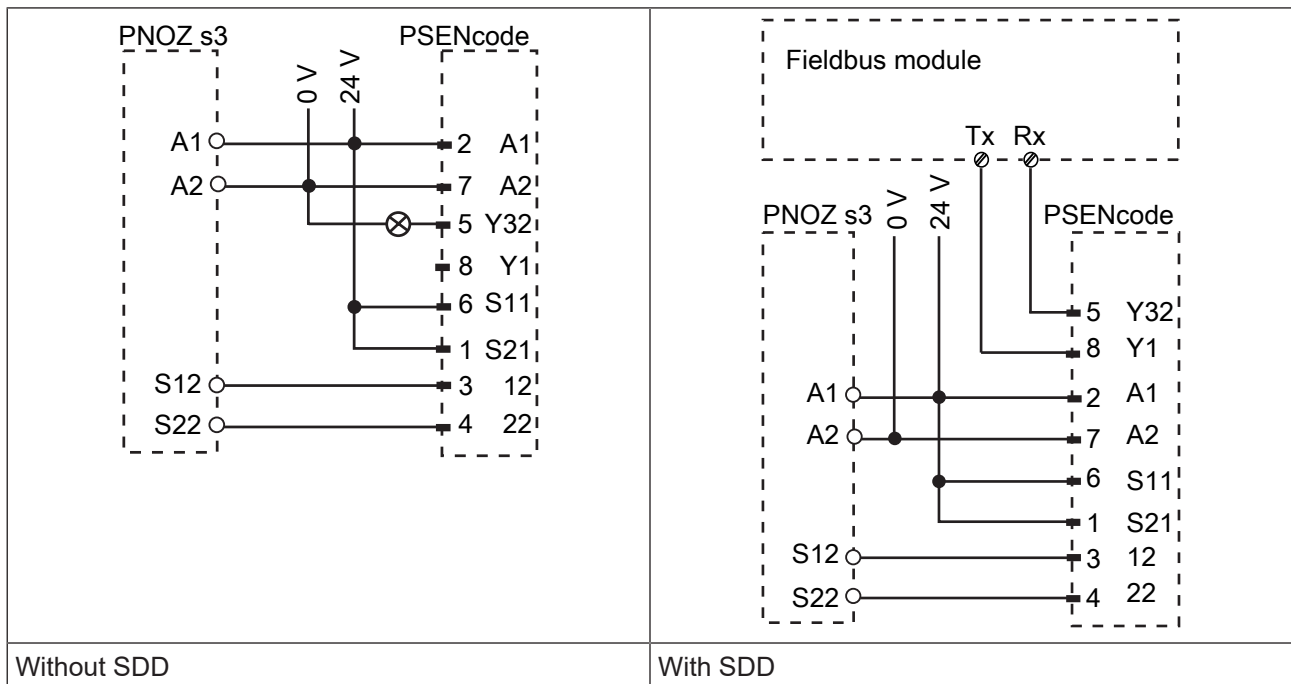 PNOZ s3
PSENcode
0 V
24 V
A1
2 A1
A2
7 A2
5 Y32
8 Y1
6 S11
1 S21
S12
3 12
S22
4 22
Without SDD
Fieldbus module
Tx Rx
PNOZ s3
0 V
24 V
PSENcode
5 Y32
8 Y1
A1
2 A1
A2
7 A2
6 S11
1 S21
S12
3 12
S22
4 22
With SDD